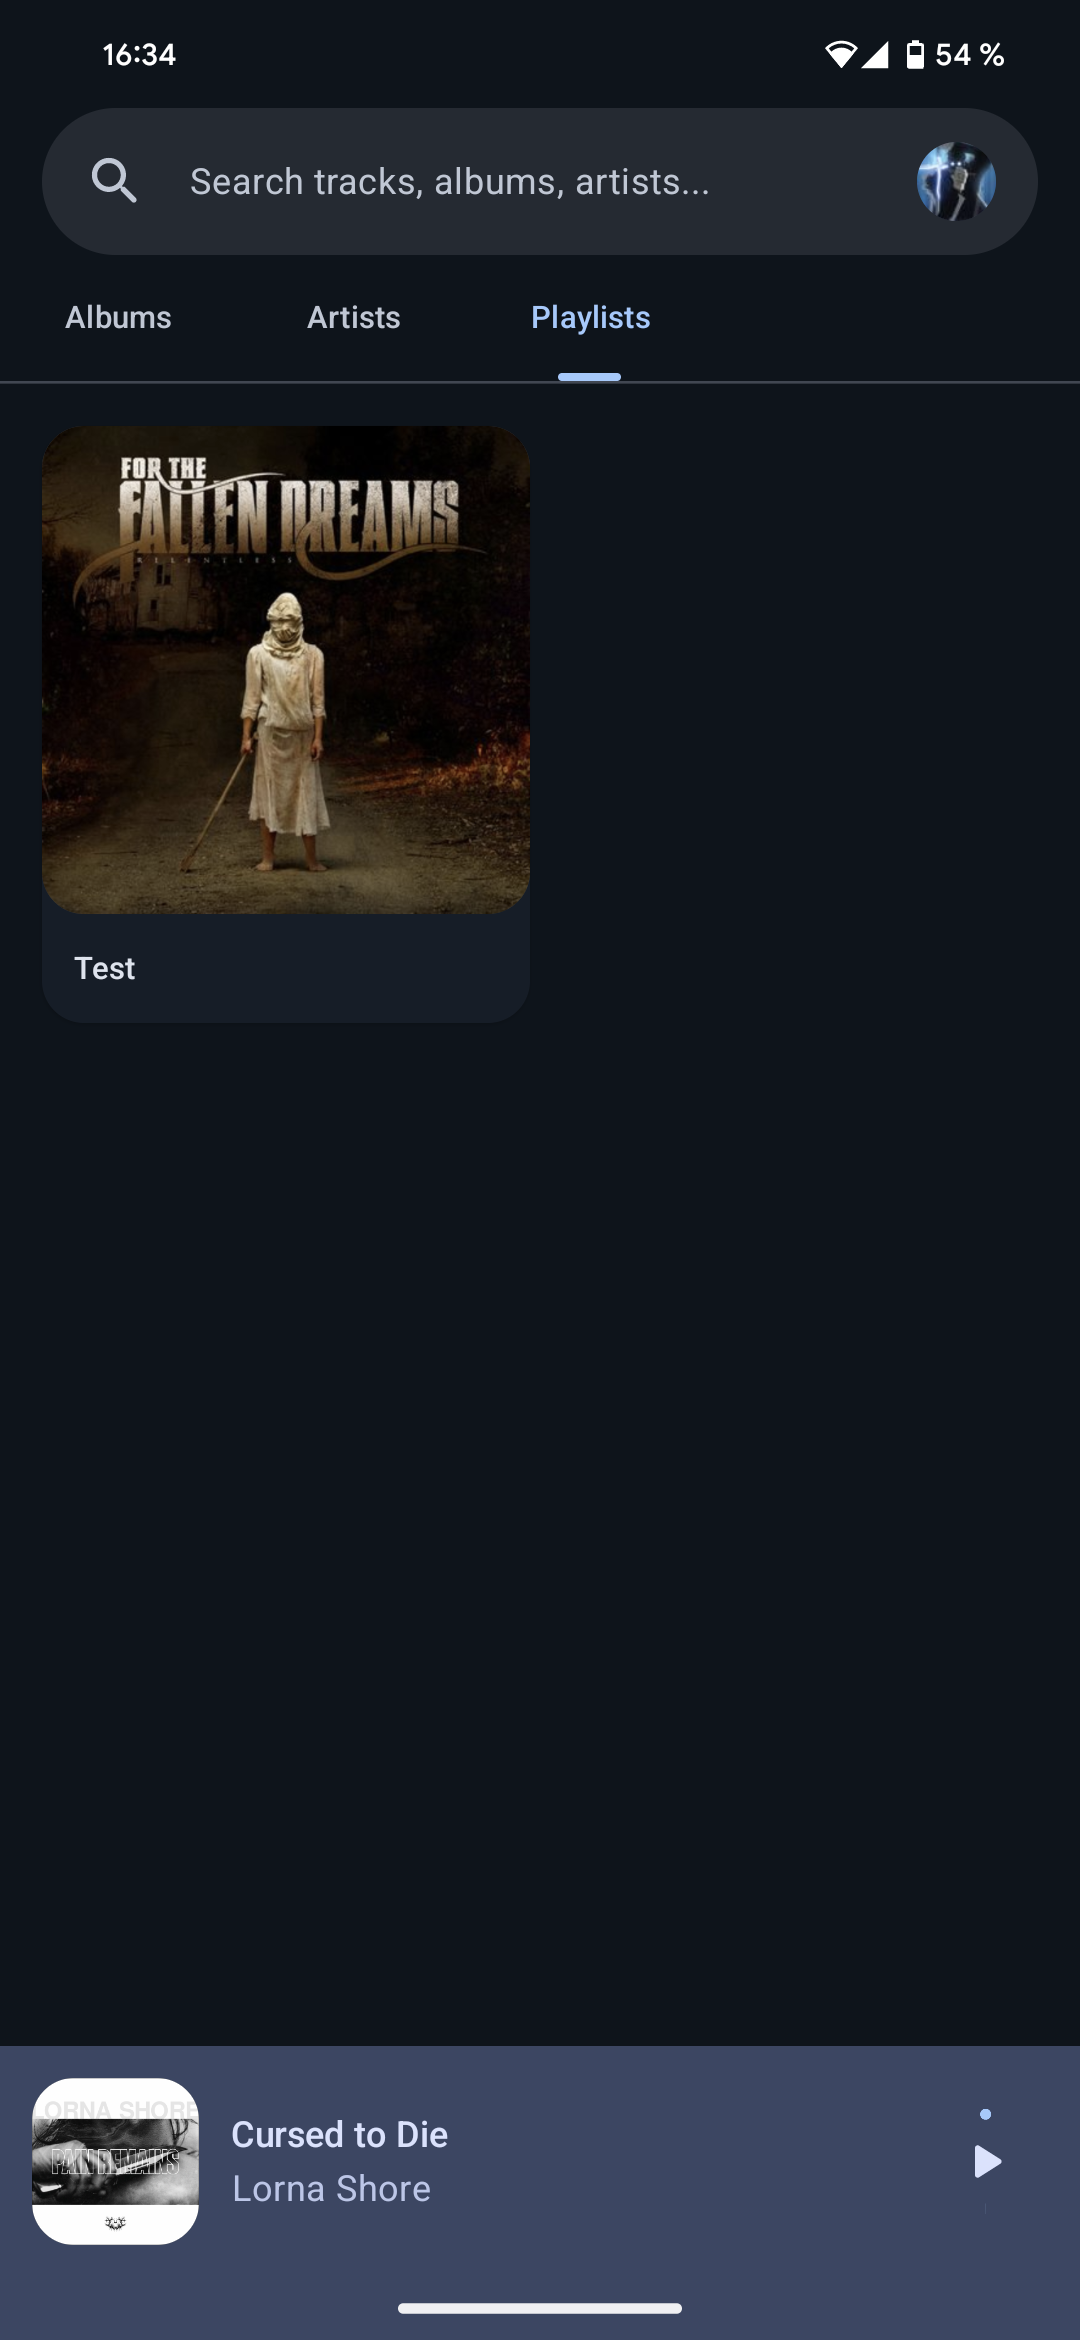 16:34
54 %
Search tracks, albums, artists...
Albums
Artists
Playlists
FOR THE
FALLEN DREAMS
RELENTLESS
Test
LORNA SHORE
PAIN REMAINS
Cursed to Die
Lorna Shore